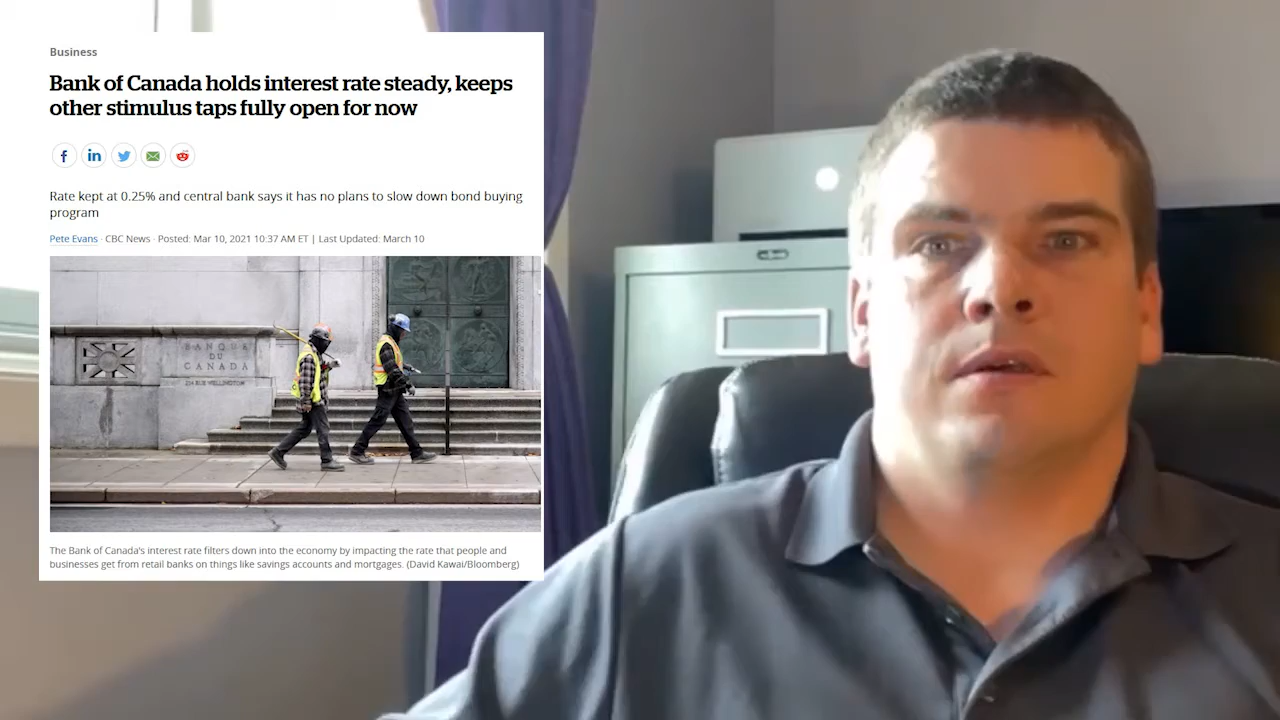 Business
Bank of Canada holds interest rate steady, keeps
other stimulus taps fully open for now
Rate kept at 0.25% and central bank says it has no plans to slow down bond buying
program
Pete Evans · CBC News · Posted: Mar 10, 2021 10:37 AM ET | Last Updated: March 10
BANQUE
DU
CANADA
234 RUE WELLINGTON
The Bank of Canada's interest rate filters down into the economy by impacting the rate that people and
businesses get from retail banks on things like savings accounts and mortgages. (David Kawai/Bloomberg)